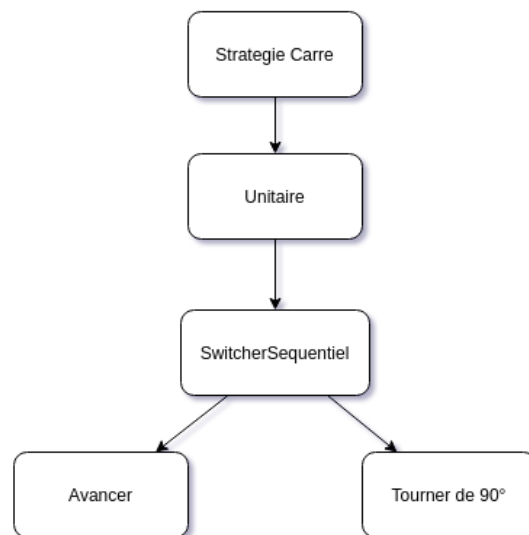 Strategie Carre
Unitaire
SwitcherSequentiel
Avancer
Tourner de 90°